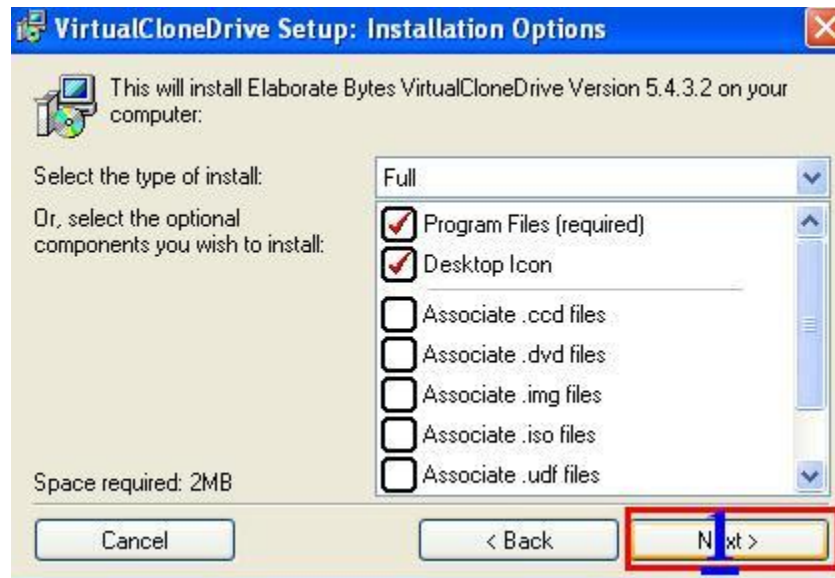 VirtualCloneDrive Setup: Installation Options
This will install Elaborate Bytes VirtualCloneDrive Version 5.4.3.2 on your
computer:
Select the type of install:
Full
Or, select the optional
components you wish to install:
Program Files (required)
Desktop Icon
Associate .ccd files
Associate .dvd files
Associate .img files
Associate .iso files
Associate .udf files
Space required: 2MB
Cancel
< Back
Next >
1